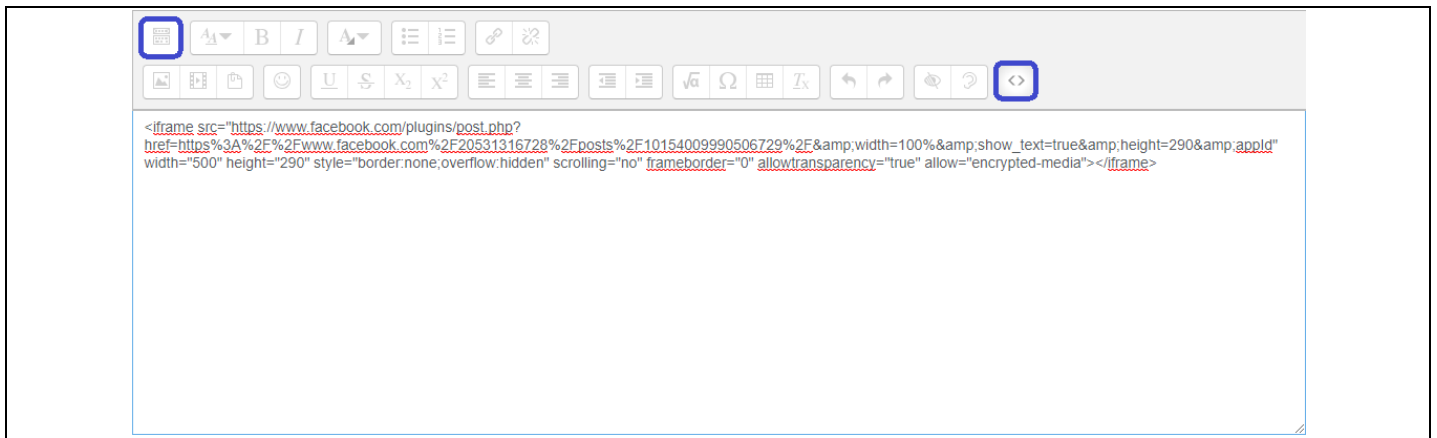 <iframe src="https://www.facebook.com/plugins/post.php?
href=https%3A%2F%2Fwww.facebook.com%2F20531316728%2Fposts%2F10154009990506729%2F&amp;width=100%&amp;show_text=true&amp;height=290&amp;appId"
width="500" height="290" style="border:none;overflow:hidden" scrolling="no" frameborder="0" allowtransparency="true" allow="encrypted-media"></iframe>